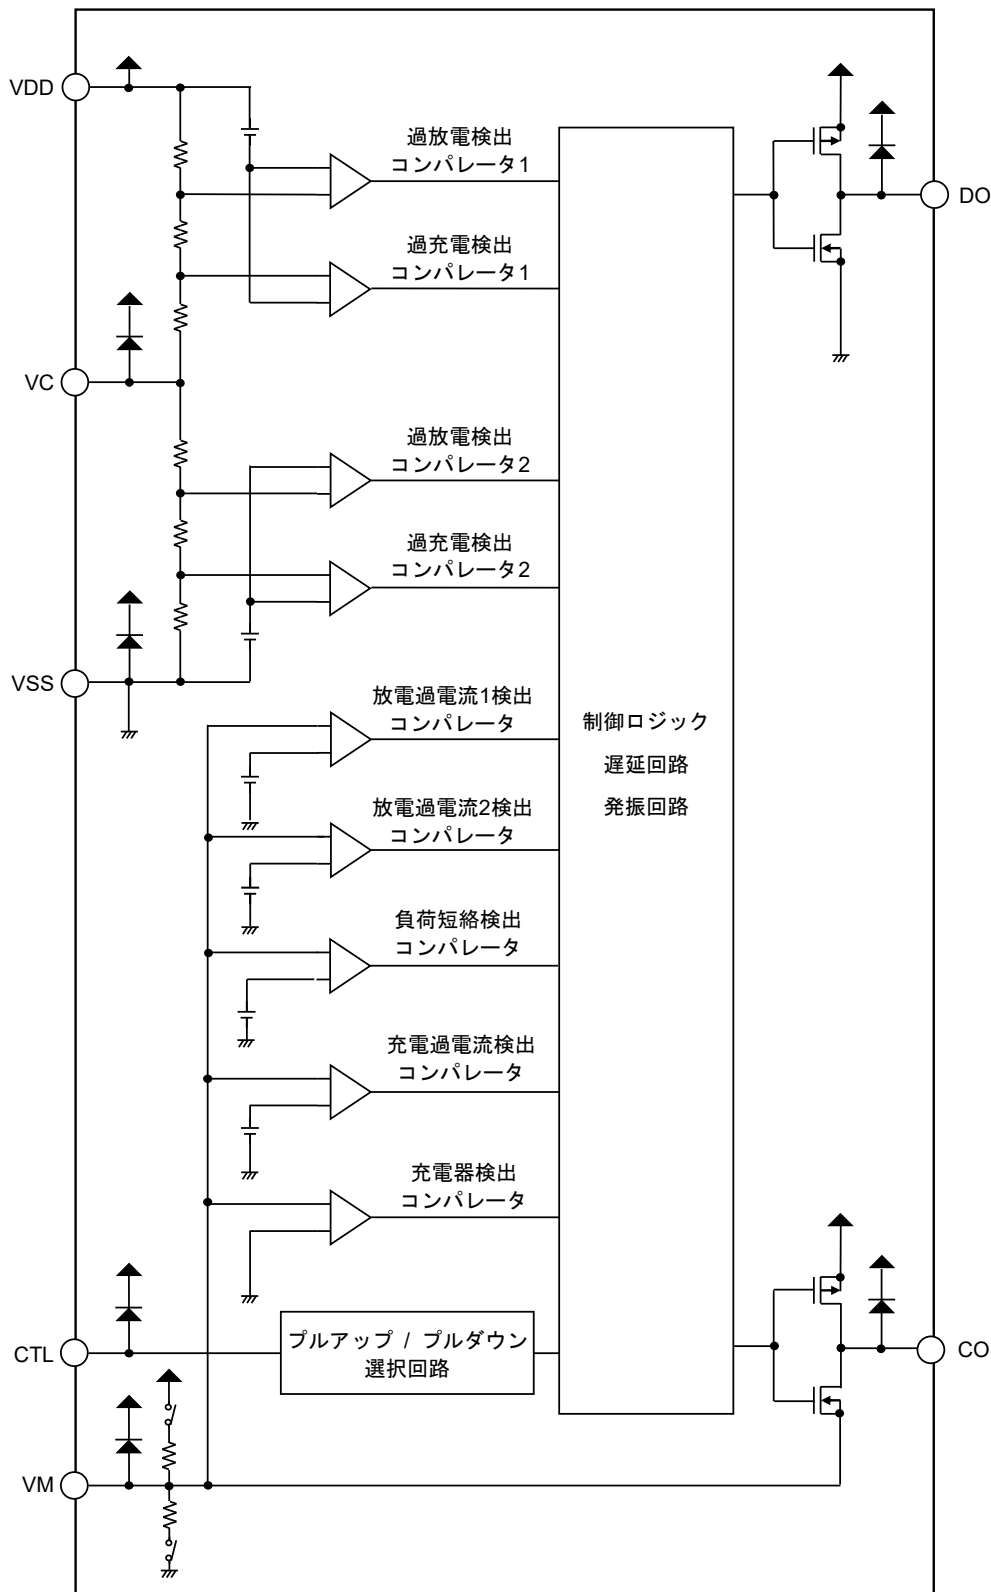 VDD
過放電検出
コンパレータ1
DO
過充電検出
コンパレータ1
VC
過放電検出
コンパレータ2
過充電検出
コンパレータ2
VSS
放電過電流1検出
コンパレータ
制御ロジック
遅延回路
発振回路
放電過電流2検出
コンパレータ
負荷短絡検出
コンパレータ
充電過電流検出
コンパレータ
充電器検出
コンパレータ
CTL
プルアップ / プルダウン
選択回路
CO
VM